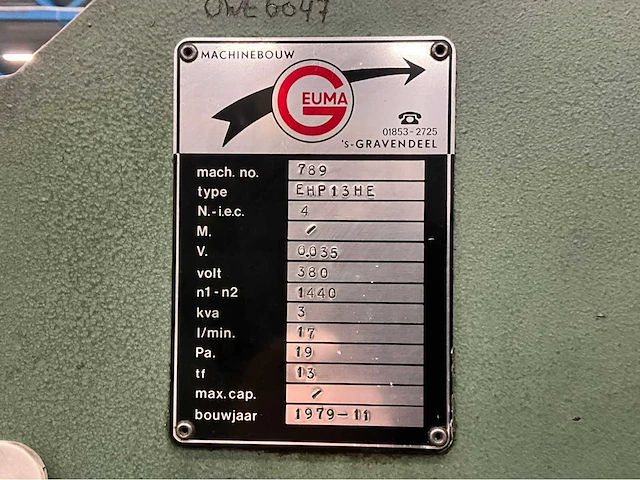 OWE 6047
MACHINEBOUW
GEUMA
01853-2725
's-GRAVENDEEL
mach. no. 789
type EHP13HE
N.-i.e.c. 4
M. /
V. 0.035
volt 380
n1-n2 1440
kva 3
l/min. 17
Pa. 19
tf 13
max. cap. /
bouwjaar 1979-11